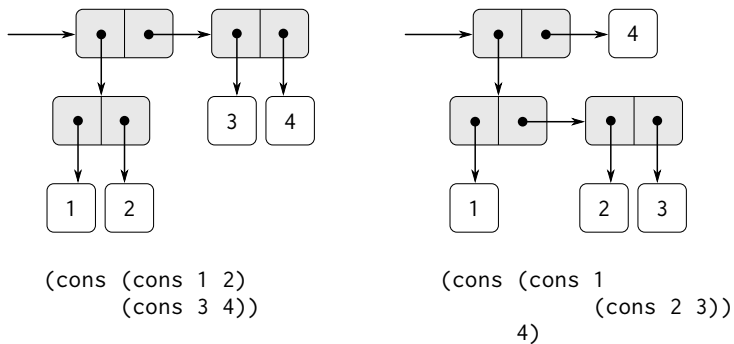 4
3 4
1 2
1 2 3
(cons (cons 1 2)
(cons 3 4))
(cons (cons 1
(cons 2 3))
4)